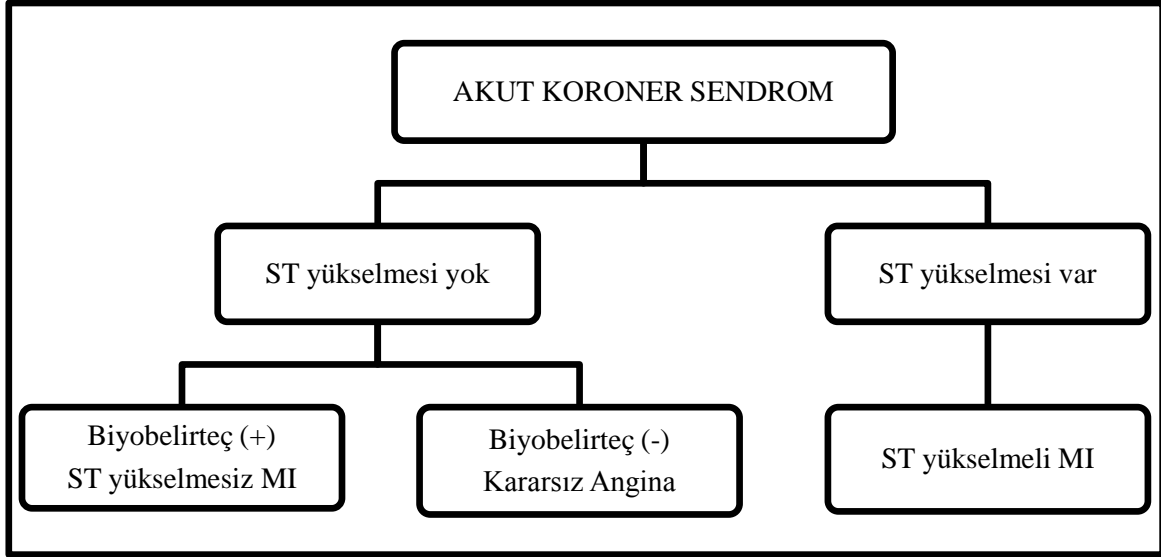 AKUT KORONER SENDROM
ST yükselmesi yok
ST yükselmesi var
Biyobelirteç (+)
ST yükselmesiz MI
Biyobelirteç (-)
Kararsız Angina
ST yükselmeli MI